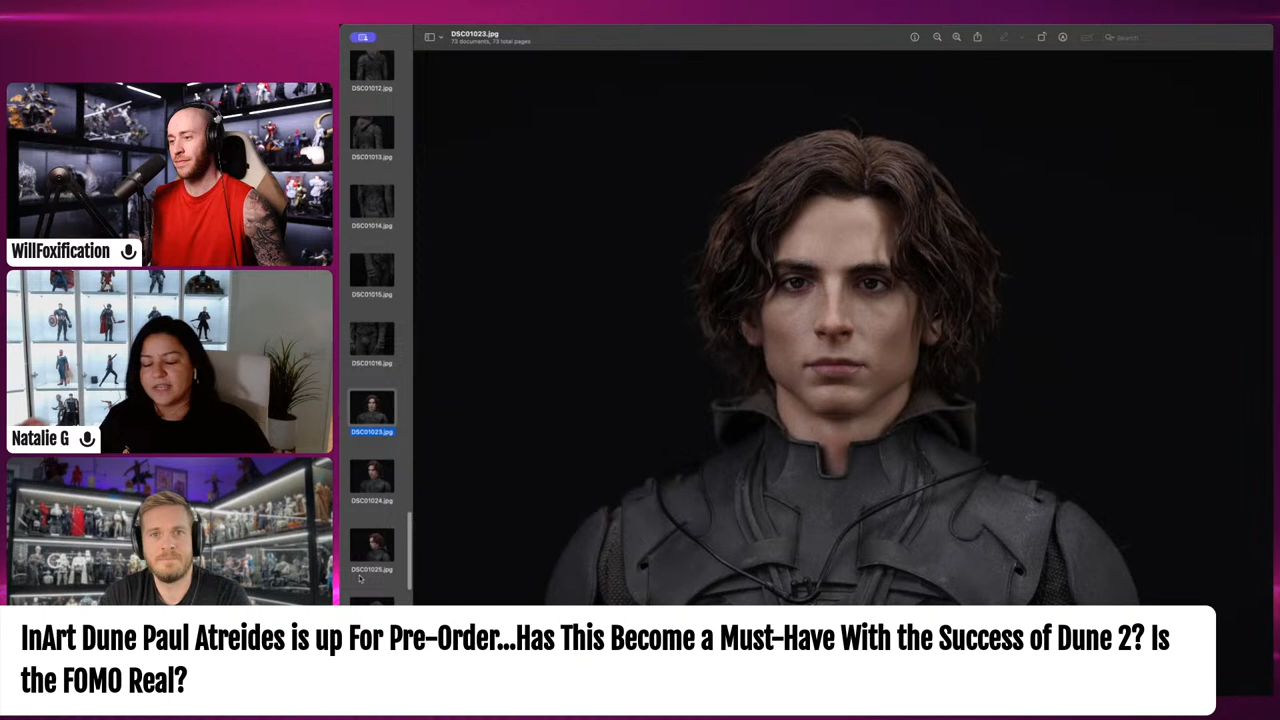 DSC01023.jpg
73 documents, 73 total pages
Search
DSC01012.jpg
DSC01013.jpg
DSC01014.jpg
DSC01015.jpg
DSC01016.jpg
DSC01023.jpg
DSC01024.jpg
DSC01025.jpg
WillFoxification
Natalie G
InArt Dune Paul Atreides is up For Pre-Order...Has This Become a Must-Have With the Success of Dune 2? Is
the FOMO Real?